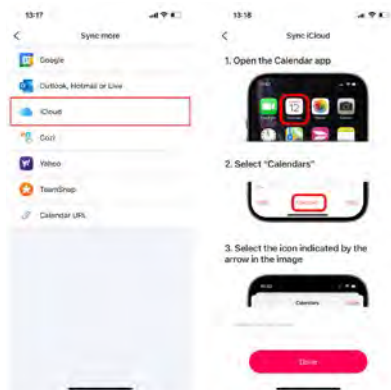 13:17
Sync more
Google
Outlook, Hotmail or Live
iCloud
Cozi
Yahoo
TeamSnap
Calendar URL
13:18
Sync iCloud
1. Open the Calendar app
12
2. Select "Calendars"
Calendars
3. Select the icon indicated by the
arrow in the image
Calendars
Done